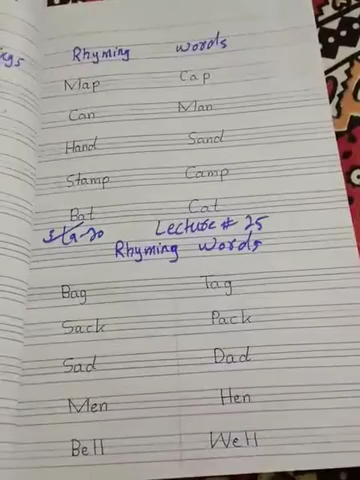 Rhyming words
Map Cap
Can Man
Hand Sand
Stamp Camp
Bat Cat
Lecture # 25
Rhyming words
Bag Tag
Sack Pack
Sad Dad
Men Hen
Bell Well